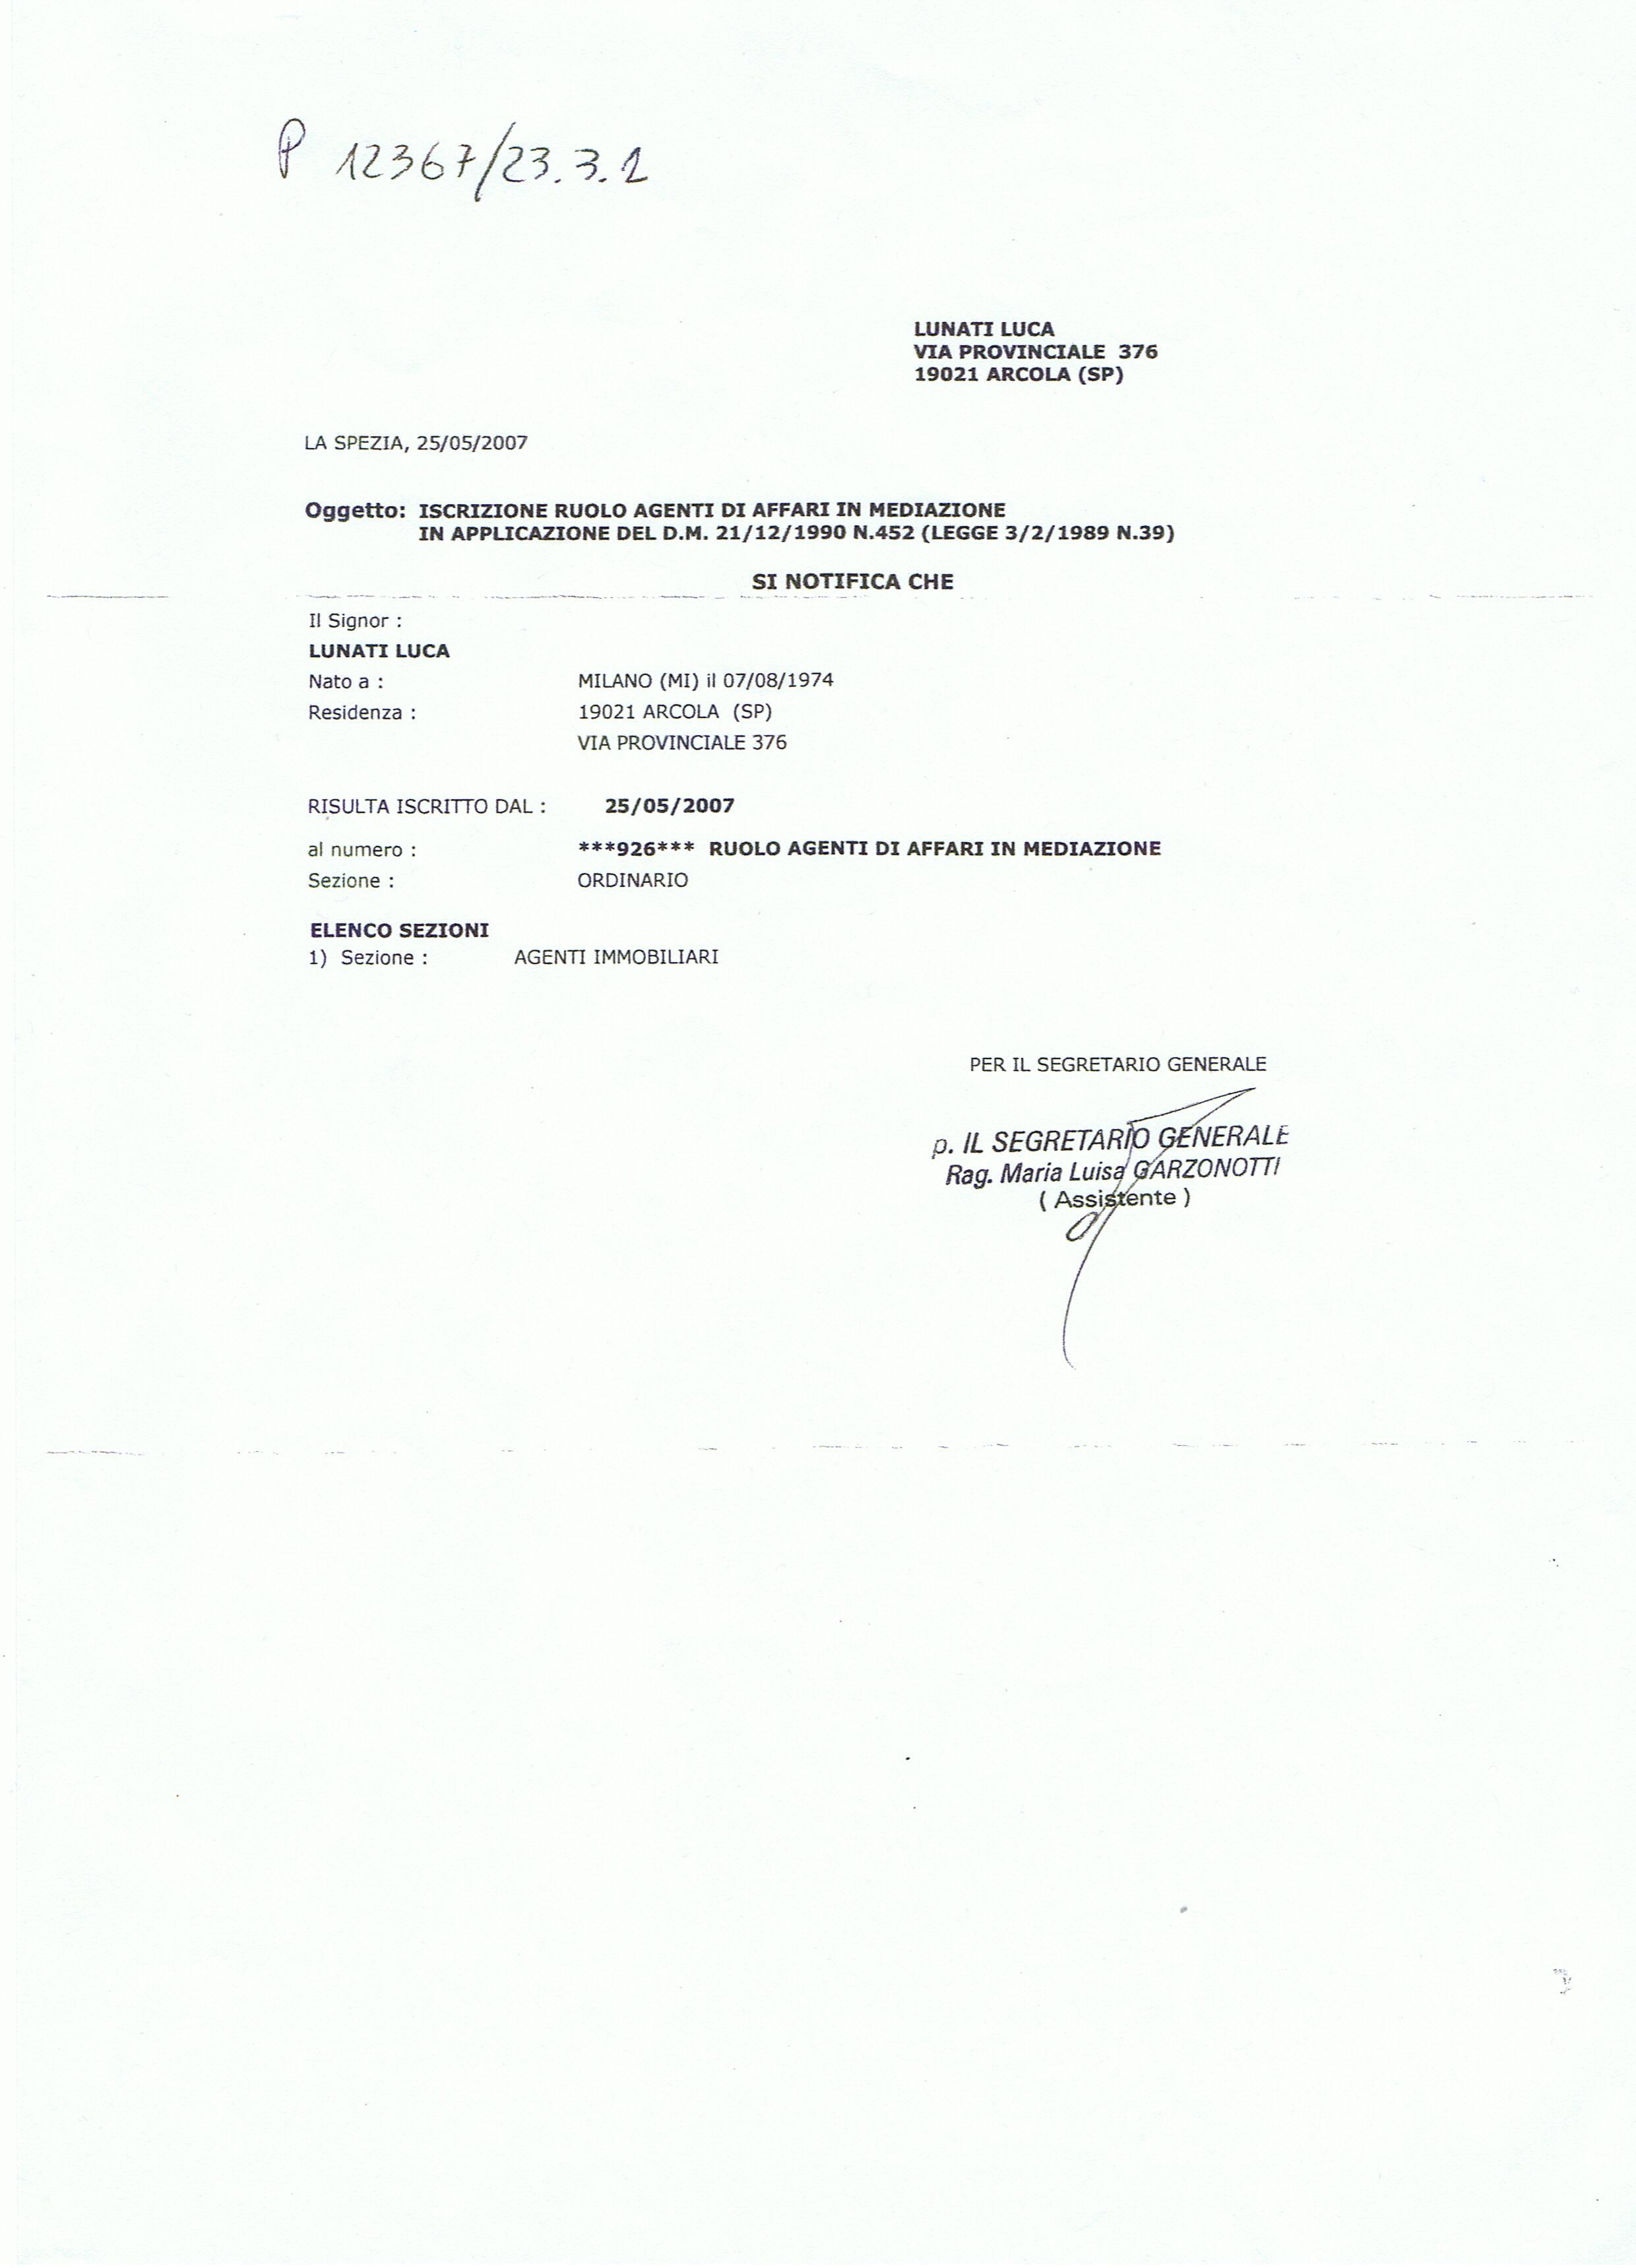 P 12367/23.3.1
LUNATI LUCA
VIA PROVINCIALE 376
19021 ARCOLA (SP)
LA SPEZIA, 25/05/2007
Oggetto: ISCRIZIONE RUOLO AGENTI DI AFFARI IN MEDIAZIONE
IN APPLICAZIONE DEL D.M. 21/12/1990 N.452 (LEGGE 3/2/1989 N.39)
SI NOTIFICA CHE
Il Signor :
LUNATI LUCA
Nato a : MILANO (MI) il 07/08/1974
Residenza : 19021 ARCOLA (SP)
VIA PROVINCIALE 376
RISULTA ISCRITTO DAL : 25/05/2007
al numero : ***926*** RUOLO AGENTI DI AFFARI IN MEDIAZIONE
Sezione : ORDINARIO
ELENCO SEZIONI
1) Sezione : AGENTI IMMOBILIARI
PER IL SEGRETARIO GENERALE
p. IL SEGRETARIO GENERALE
Rag. Maria Luisa GARZONOTTI
( Assistente )